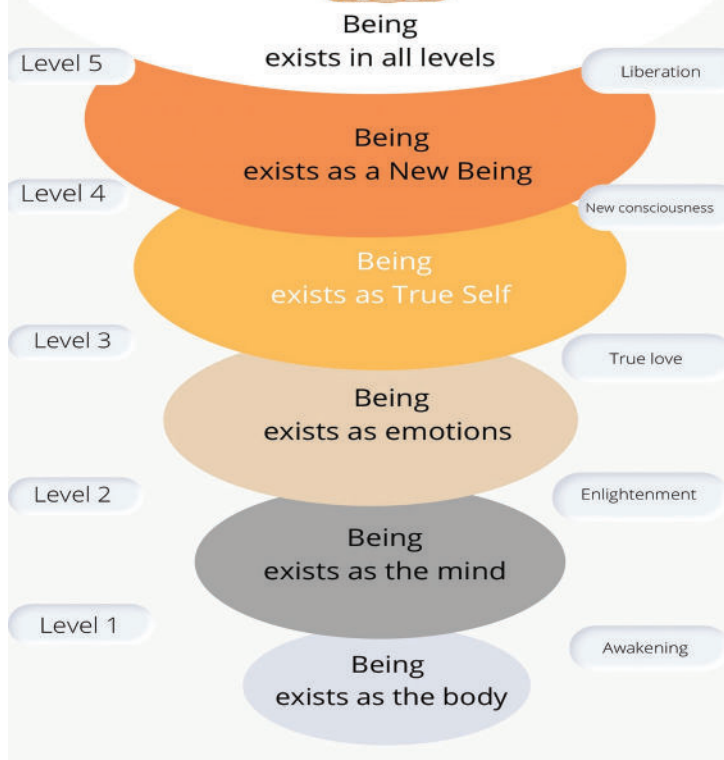 Being
exists in all levels
Level 5
Liberation
Being
exists as a New Being
Level 4
New consciousness
Being
exists as True Self
Level 3
True love
Being
exists as emotions
Level 2
Enlightenment
Being
exists as the mind
Level 1
Awakening
Being
exists as the body